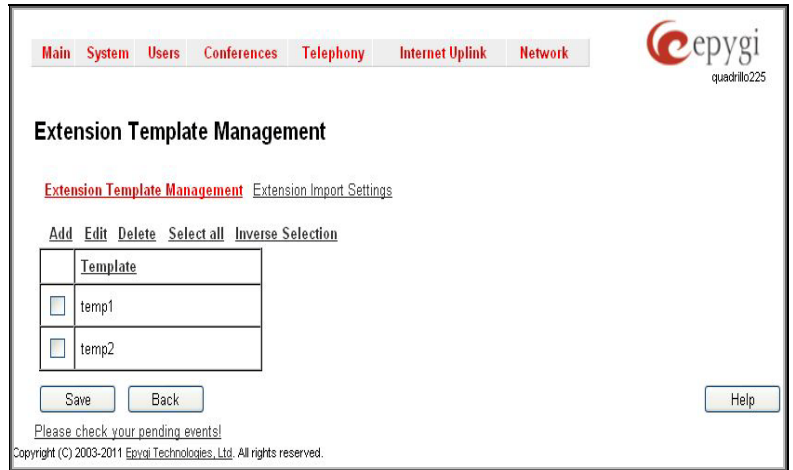 Main System Users Conferences Telephony Internet Uplink Network
epygi
quadrillo225
Extension Template Management
Extension Template Management Extension Import Settings
Add Edit Delete Select all Inverse Selection
Template
temp1
temp2
Save Back Help
Please check your pending events!
Copyright (C) 2003-2011 Epygi Technologies, Ltd. All rights reserved.